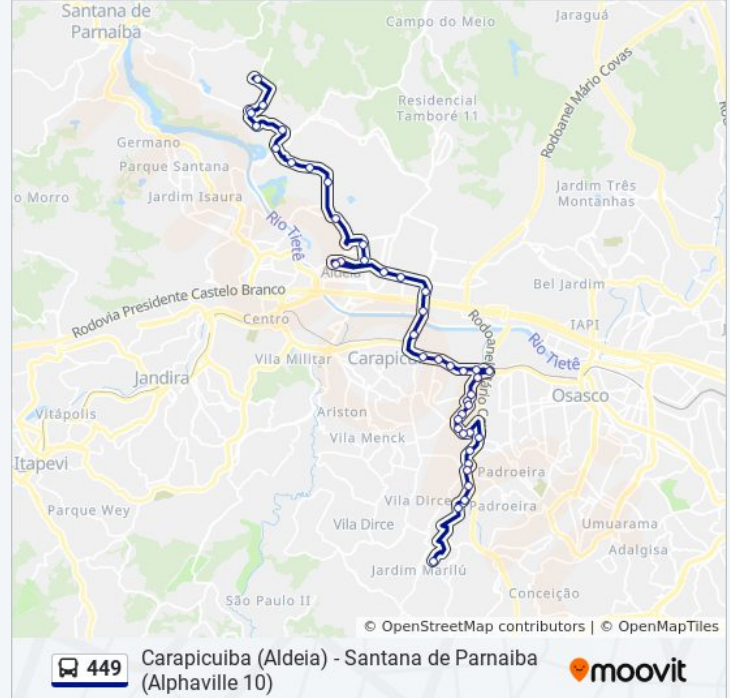 Santana de
Parnaíba
Campo do Meio
Jaraguá
Rodoanel Mário Covas
Residencial
Tamboré 11
Germano
Parque Santana
o Morro
Jardim Isaura
Jardim Três
Montanhas
Rio Tietê
Aldeia
Bel Jardim
Rodovia Presidente Castelo Branco
Centro
IAPI
Rodoanel Mário C
Rio Tietê
Vila Militar
Carapicu
Jandira
Osasco
Vitápolis
Ariston
Vila Menck
Itapevi
Padroeira
Parque Wey
Vila Dirce
Padroeira
Vila Dirce
Umuarama
Adalgisa
Jardim Marilú
São Paulo II
Conceição
© OpenStreetMap contributors | © OpenMapTiles
449
Carapicuiba (Aldeia) - Santana de Parnaiba
(Alphaville 10)
moovit